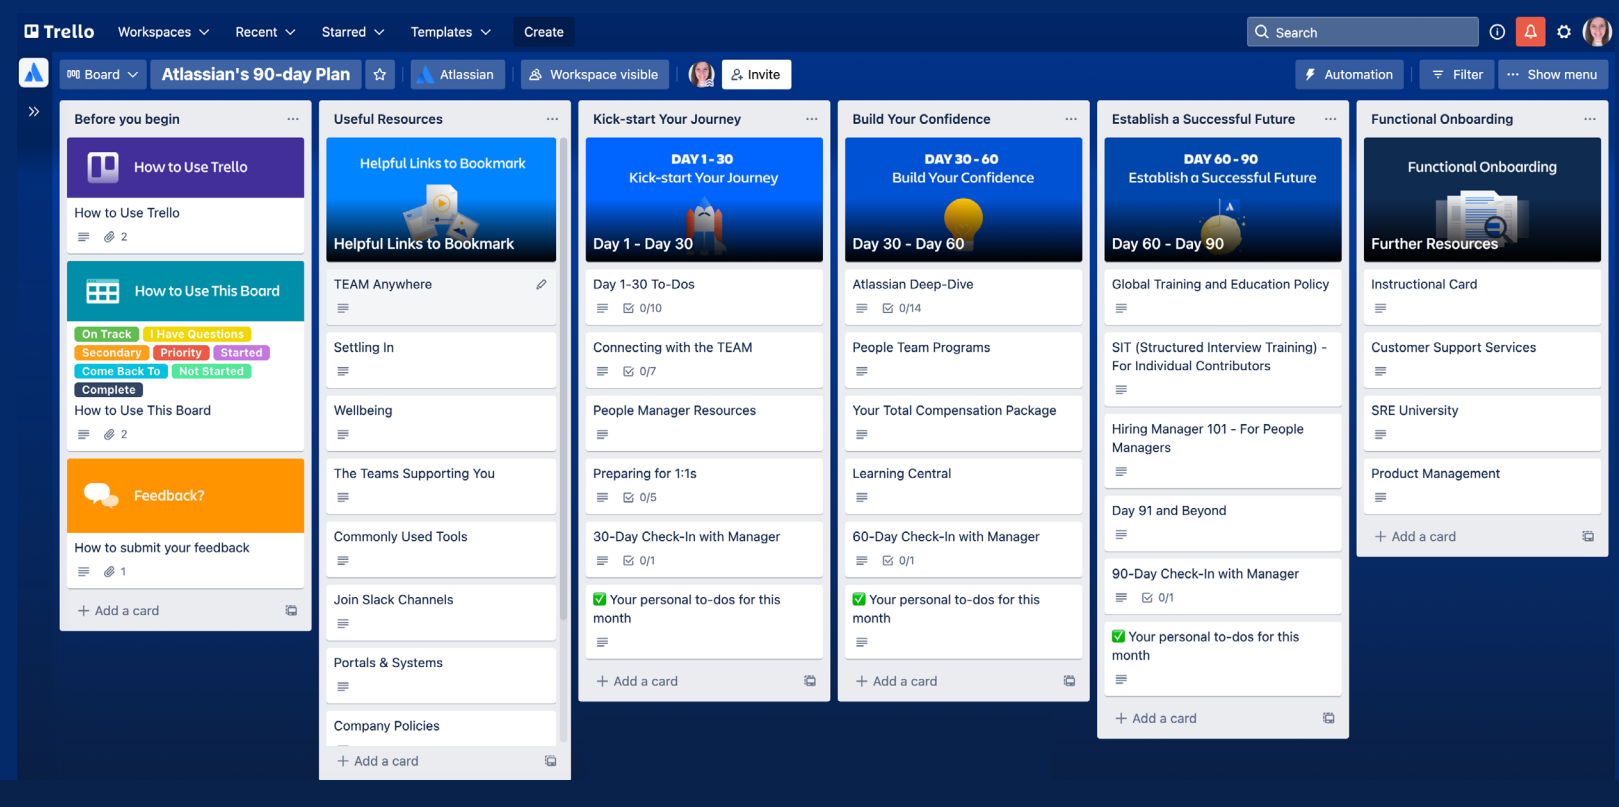 Trello
Workspaces
Recent
Starred
Templates
Create
Search
Board
Atlassian's 90-day Plan
Atlassian
Workspace visible
Invite
Automation
Filter
Show menu
Before you begin
How to Use Trello
How to Use Trello
2
How to Use This Board
On Track
I Have Questions
Secondary
Priority
Started
Come Back To
Not Started
Complete
How to Use This Board
2
Feedback?
How to submit your feedback
1
+ Add a card
Useful Resources
Helpful Links to Bookmark
Helpful Links to Bookmark
TEAM Anywhere
Settling In
Wellbeing
The Teams Supporting You
Commonly Used Tools
Join Slack Channels
Portals & Systems
Company Policies
+ Add a card
Kick-start Your Journey
DAY 1 - 30
Kick-start Your Journey
Day 1 - Day 30
Day 1-30 To-Dos
0/10
Connecting with the TEAM
0/7
People Manager Resources
Preparing for 1:1s
0/5
30-Day Check-In with Manager
0/1
✅ Your personal to-dos for this
month
+ Add a card
Build Your Confidence
DAY 30 - 60
Build Your Confidence
Day 30 - Day 60
Atlassian Deep-Dive
0/14
People Team Programs
Your Total Compensation Package
Learning Central
60-Day Check-In with Manager
0/1
✅ Your personal to-dos for this
month
+ Add a card
Establish a Successful Future
DAY 60 - 90
Establish a Successful Future
Day 60 - Day 90
Global Training and Education Policy
SIT (Structured Interview Training) -
For Individual Contributors
Hiring Manager 101 - For People
Managers
Day 91 and Beyond
90-Day Check-In with Manager
0/1
✅ Your personal to-dos for this
month
+ Add a card
Functional Onboarding
Functional Onboarding
Further Resources
Instructional Card
Customer Support Services
SRE University
Product Management
+ Add a card